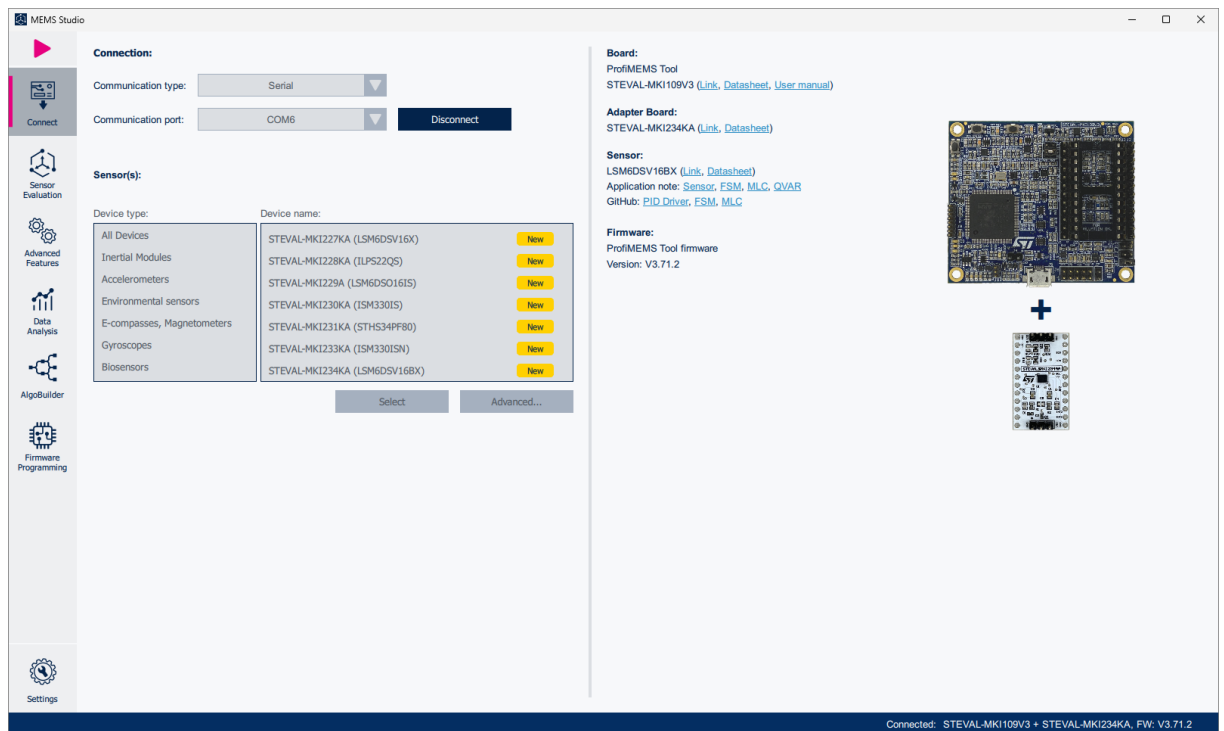 MEMS Studio
Connect
Sensor
Evaluation
Advanced
Features
Data
Analysis
AlgoBuilder
Firmware
Programming
Settings
Connection:
Communication type: Serial
Communication port: COM6 Disconnect
Sensor(s):
Device type: Device name:
All Devices
Inertial Modules
Accelerometers
Environmental sensors
E-compasses, Magnetometers
Gyroscopes
Biosensors
STEVAL-MKI227KA (LSM6DSV16X) New
STEVAL-MKI228KA (ILPS22QS) New
STEVAL-MKI229A (LSM6DSO16IS) New
STEVAL-MKI230KA (ISM330IS) New
STEVAL-MKI231KA (STHS34PF80) New
STEVAL-MKI233KA (ISM330ISN) New
STEVAL-MKI234KA (LSM6DSV16BX) New
Select Advanced...
Board:
ProfiMEMS Tool
STEVAL-MKI109V3 (Link, Datasheet, User manual)
Adapter Board:
STEVAL-MKI234KA (Link, Datasheet)
Sensor:
LSM6DSV16BX (Link, Datasheet)
Application note: Sensor, FSM, MLC, QVAR
GitHub: PID Driver, FSM, MLC
Firmware:
ProfiMEMS Tool firmware
Version: V3.71.2
ST
ST
Connected: STEVAL-MKI109V3 + STEVAL-MKI234KA, FW: V3.71.2